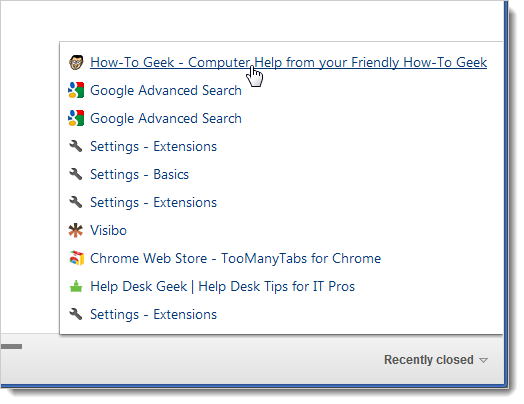 How-To Geek - Computer Help from your Friendly How-To Geek
Google Advanced Search
Google Advanced Search
Settings - Extensions
Settings - Basics
Settings - Extensions
Visibo
Chrome Web Store - TooManyTabs for Chrome
Help Desk Geek | Help Desk Tips for IT Pros
Settings - Extensions
Recently closed